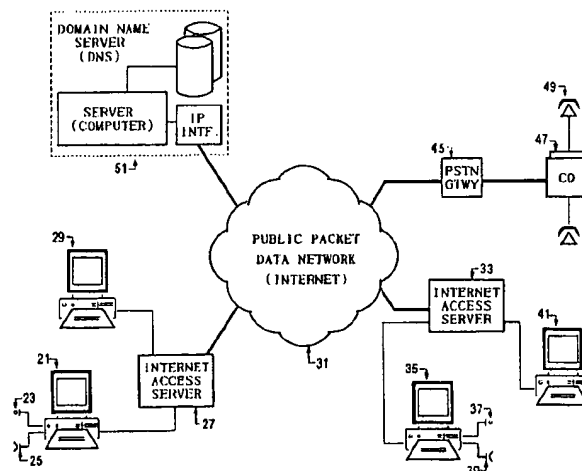 DOMAIN NAME
SERVER
(DNS)
SERVER
(COMPUTER)
IP
INTF.
51
49
47
45
PSTN
GTWY
CO
29
PUBLIC PACKET
DATA NETWORK
(INTERNET)
31
33
INTERNET
ACCESS
SERVER
41
21
23
25
INTERNET
ACCESS
SERVER
27
35
37
39